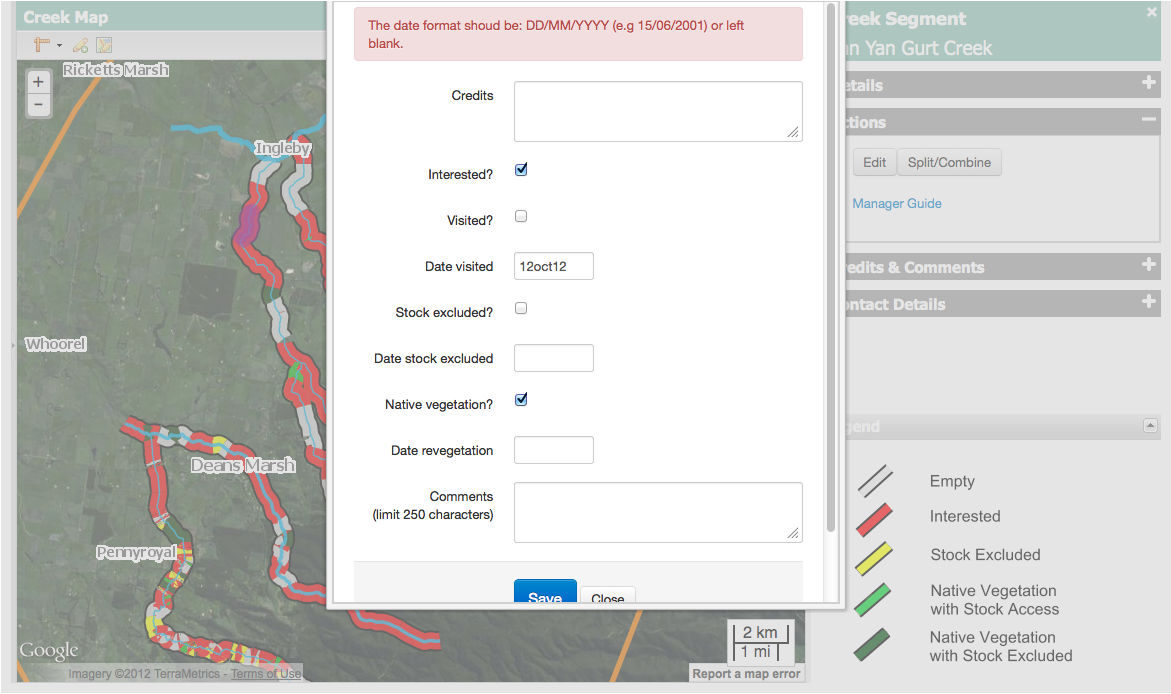 Creek Map
Ricketts Marsh
+
−
Ingleby
Whoorel
Deans Marsh
Pennyroyal
Google
Imagery ©2012 TerraMetrics - Terms of Use
2 km
1 mi
Report a map error
The date format shoud be: DD/MM/YYYY (e.g 15/06/2001) or left
blank.
Credits
Interested?
Visited?
Date visited
12oct12
Stock excluded?
Date stock excluded
Native vegetation?
Date revegetation
Comments
(limit 250 characters)
Save
Close
reek Segment
an Yan Gurt Creek
etails
ctions
Edit
Split/Combine
Manager Guide
redits & Comments
ontact Details
egend
Empty
Interested
Stock Excluded
Native Vegetation
with Stock Access
Native Vegetation
with Stock Excluded